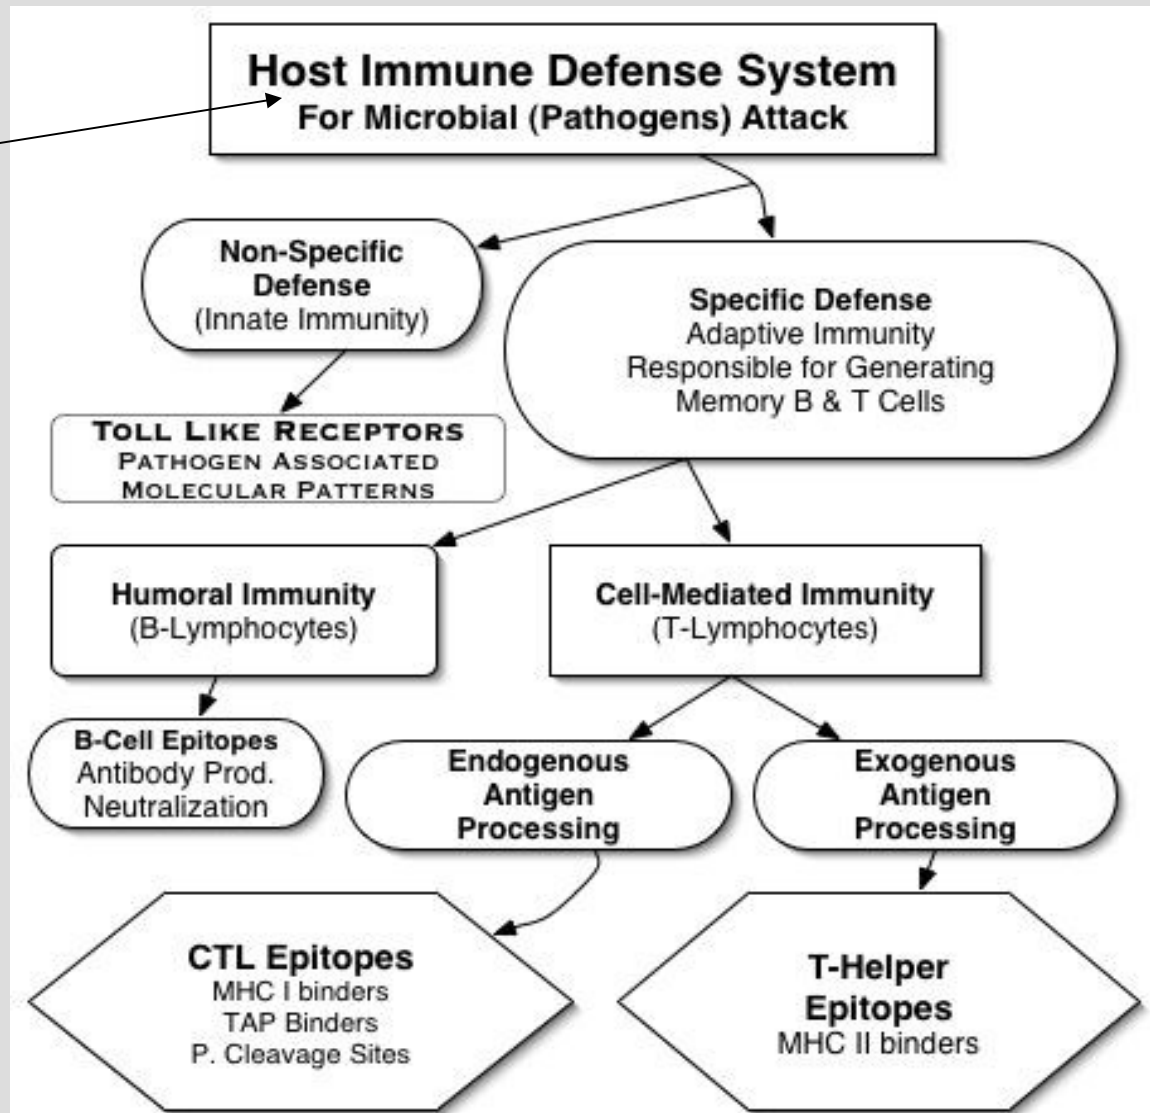 Host Immune Defense System
For Microbial (Pathogens) Attack
Non-Specific
Defense
(Innate Immunity)
Specific Defense
Adaptive Immunity
Responsible for Generating
Memory B & T Cells
TOLL LIKE RECEPTORS
PATHOGEN ASSOCIATED
MOLECULAR PATTERNS
Humoral Immunity
(B-Lymphocytes)
Cell-Mediated Immunity
(T-Lymphocytes)
B-Cell Epitopes
Antibody Prod.
Neutralization
Endogenous
Antigen
Processing
Exogenous
Antigen
Processing
CTL Epitopes
MHC I binders
TAP Binders
P. Cleavage Sites
T-Helper
Epitopes
MHC II binders